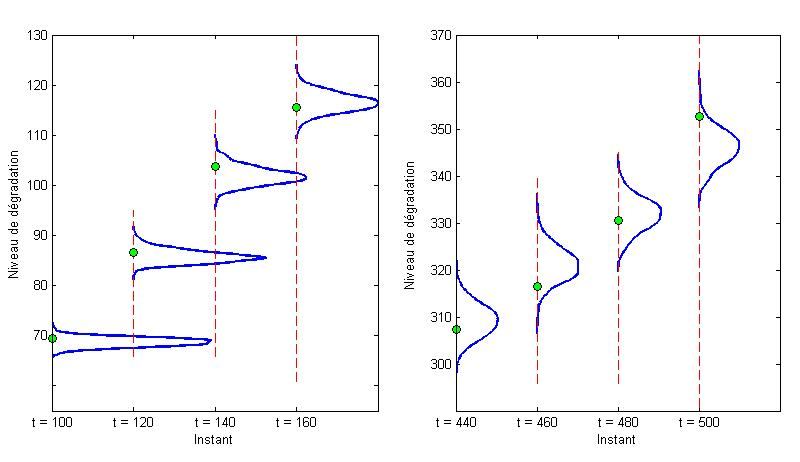 130
120
110
100
90
80
70
Niveau de dégradation
t = 100 t = 120 t = 140 t = 160
Instant
370
360
350
340
330
320
310
300
Niveau de dégradation
t = 440 t = 460 t = 480 t = 500
Instant